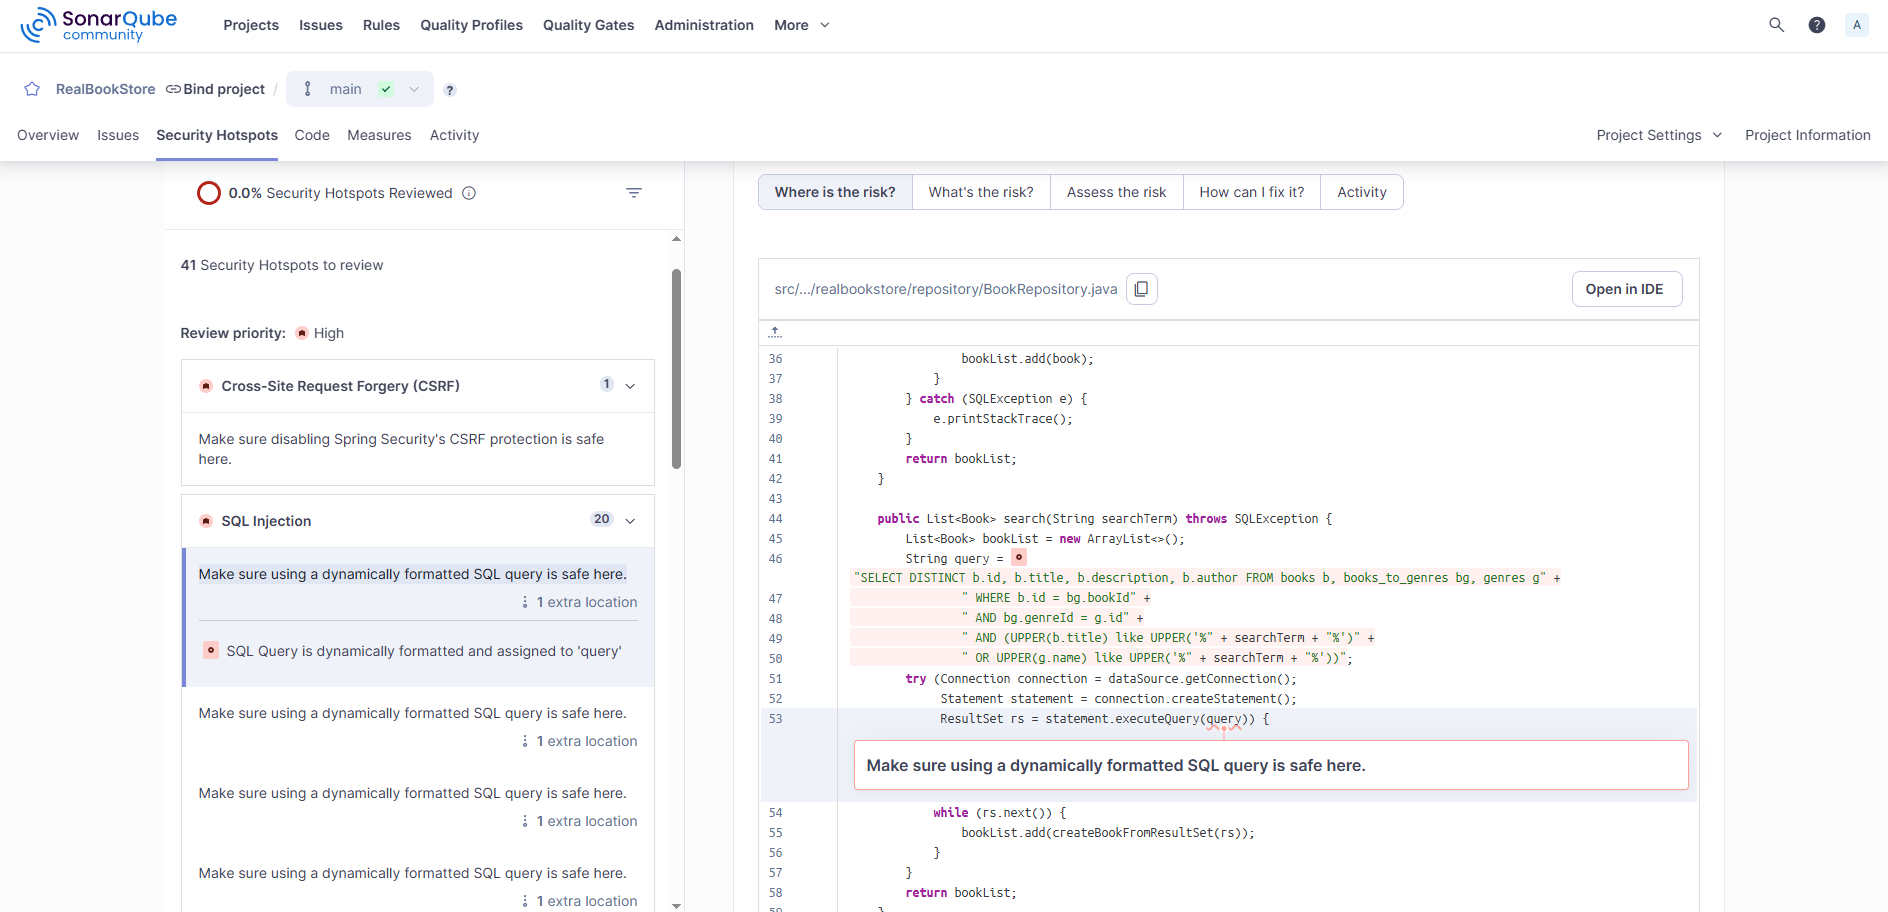 SonarQube community
Projects Issues Rules Quality Profiles Quality Gates Administration More
? A
RealBookStore Bind project / main ?
Overview Issues Security Hotspots Code Measures Activity Project Settings Project Information
0.0% Security Hotspots Reviewed
41 Security Hotspots to review
Review priority: High
Cross-Site Request Forgery (CSRF) 1
Make sure disabling Spring Security's CSRF protection is safe
here.
SQL Injection 20
Make sure using a dynamically formatted SQL query is safe here.
1 extra location
SQL Query is dynamically formatted and assigned to 'query'
Make sure using a dynamically formatted SQL query is safe here.
1 extra location
Make sure using a dynamically formatted SQL query is safe here.
1 extra location
Make sure using a dynamically formatted SQL query is safe here.
1 extra location
Where is the risk? What's the risk? Assess the risk How can I fix it? Activity
src/.../realbookstore/repository/BookRepository.java Open in IDE
36 bookList.add(book);
37 }
38 } catch (SQLException e) {
39 e.printStackTrace();
40 }
41 return bookList;
42 }
43
44 public List<Book> search(String searchTerm) throws SQLException {
45 List<Book> bookList = new ArrayList<>();
46 String query =
"SELECT DISTINCT b.id, b.title, b.description, b.author FROM books b, books_to_genres bg, genres g" +
47 " WHERE b.id = bg.bookId" +
48 " AND bg.genreId = g.id" +
49 " AND (UPPER(b.title) like UPPER('%" + searchTerm + "%')" +
50 " OR UPPER(g.name) like UPPER('%" + searchTerm + "%'))";
51 try (Connection connection = dataSource.getConnection();
52 Statement statement = connection.createStatement();
53 ResultSet rs = statement.executeQuery(query)) {
Make sure using a dynamically formatted SQL query is safe here.
54 while (rs.next()) {
55 bookList.add(createBookFromResultSet(rs));
56 }
57 }
58 return bookList;
59 }